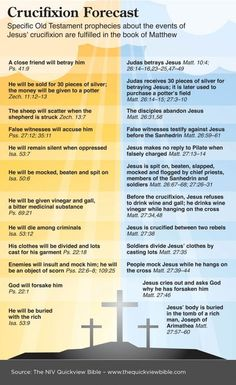 Crucifixion Forecast
Specific Old Testament prophecies about the events of
Jesus' crucifixion are fulfilled in the book of Matthew
A close friend will betray him
Ps. 41:9
Judas betrays Jesus Matt. 10:4;
26:14–16,23–25,47–49
He will be sold for 30 pieces of silver;
the money will be given to a potter
Zech. 11:12–13
Judas receives 30 pieces of silver for
betraying Jesus; it is later used to
purchase a potter's field
Matt. 26:14–15; 27:3–10
The sheep will scatter when the
shepherd is struck Zech. 13:7
The disciples abandon Jesus
Matt. 26:31,56
False witnesses will accuse him
Pss. 27:12; 35:11
False witnesses testify against Jesus
before the Sanhedrin Matt. 26:59–61
He will remain silent when oppressed
Isa. 53:7
Jesus makes no reply to Pilate when
falsely charged Matt. 27:13–14
He will be mocked, beaten and spit on
Isa. 50:6
Jesus is spit on, beaten, slapped,
mocked and flogged by chief priests,
members of the Sanhedrin and
soldiers Matt. 26:67–68; 27:26–31
He will be given vinegar and gall,
a bitter medicinal substance
Ps. 69:21
Before the crucifixion, Jesus refuses
to drink wine and gall; he drinks wine
vinegar while hanging on the cross
Matt. 27:34,48
He will die among criminals
Isa. 53:12
Jesus is crucified between two rebels
Matt. 27:38
His clothes will be divided and lots
cast for his garment Ps. 22:18
Soldiers divide Jesus' clothes by
casting lots Matt. 27:35
Enemies will insult and mock him; he will
be an object of scorn Pss. 22:6–8; 109:25
People mock Jesus while he hangs on
the cross Matt. 27:39–44
God will forsake him
Ps. 22:1
Jesus cries out and asks God
why he has forsaken him
Matt. 27:46
He will be buried
with the rich
Isa. 53:9
Jesus' body is buried
in the tomb of a rich
man, Joseph of
Arimathea Matt.
27:57–60
Source: The NIV Quickview Bible – www.thequickviewbible.com